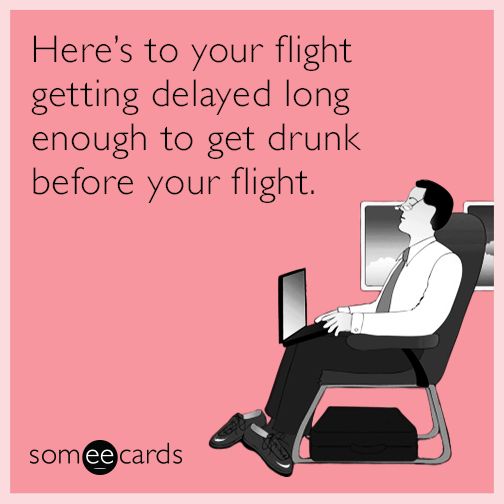 Here's to your flight
getting delayed long
enough to get drunk
before your flight.
someecards